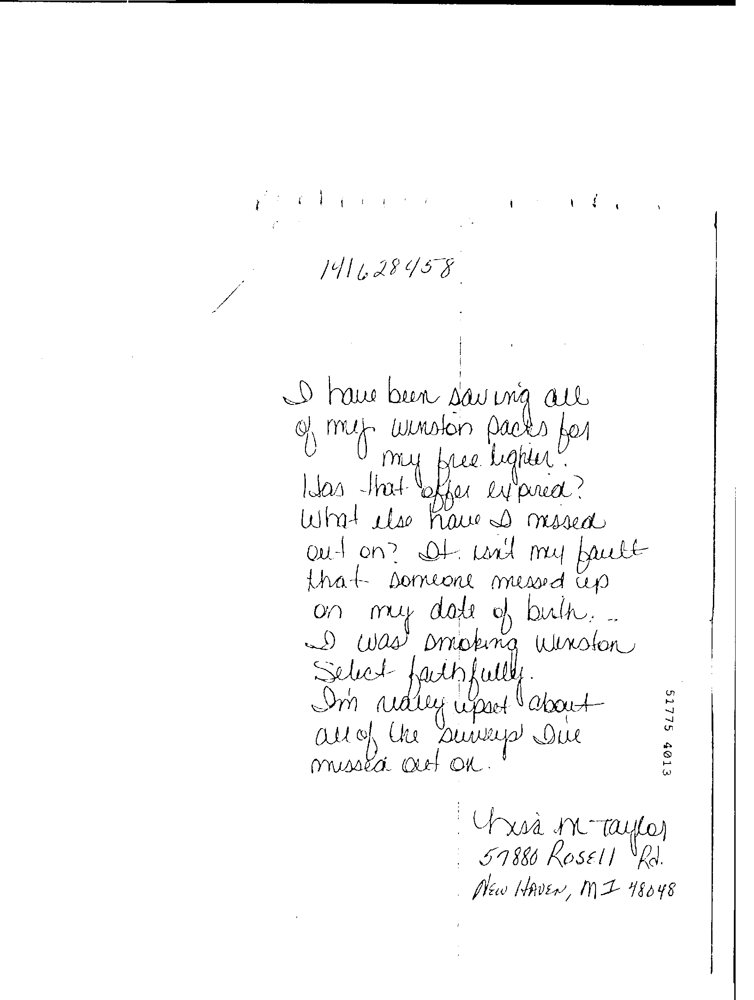 141628458
I have been saving all
of my winston packs for
my free lighter.
Has that offer expired?
What else have I missed
out on? It isn't my fault
that someone messed up
on my date of birth...
I was smoking Winston
Select faithfully.
I'm really upset about
all of the surveys I've
missed out on.
51775 4013
M Taylor
57880 Rosell Rd.
New Haven, MI 48048